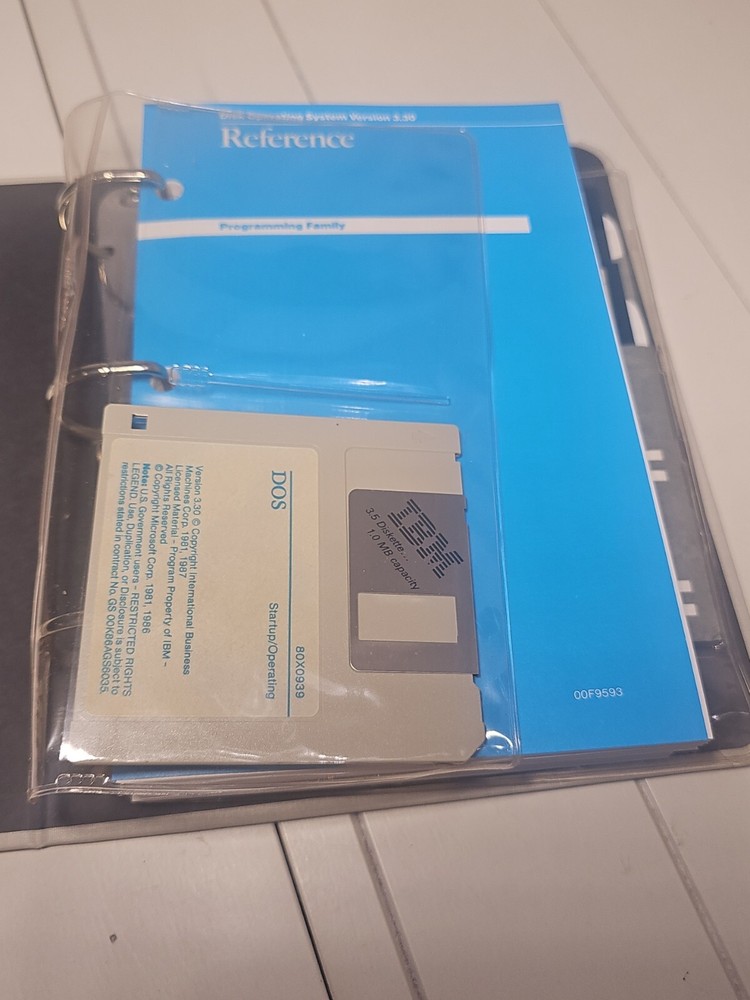 Disk Operating System Version 3.30
Reference
Programming Family
IBM
3.5 Diskette...
1.0 MB capacity
DOS
80X0939
Startup/Operating
Version 3.30 © Copyright International Business
Machines Corp. 1981, 1987
Licensed Material - Program Property of IBM -
All Rights Reserved
© Copyright Microsoft Corp. 1981, 1986
Note: U.S. Government users - RESTRICTED RIGHTS
LEGEND. Use, Duplication, or Disclosure is subject to
restrictions stated in contract No. GS 00K86AGS6035.
00F9593